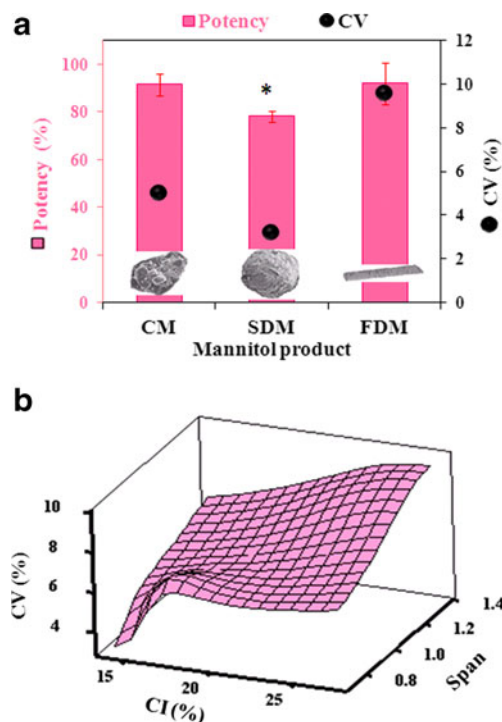 a
Potency CV
Potency (%)
100
80
60
40
20
0
*
12
10
8
6
4
2
0
CV (%)
CM SDM FDM
Mannitol product
b
CV (%)
10
8
6
4
15 20 25
CI (%)
0.8 1.0 1.2 1.4
Span